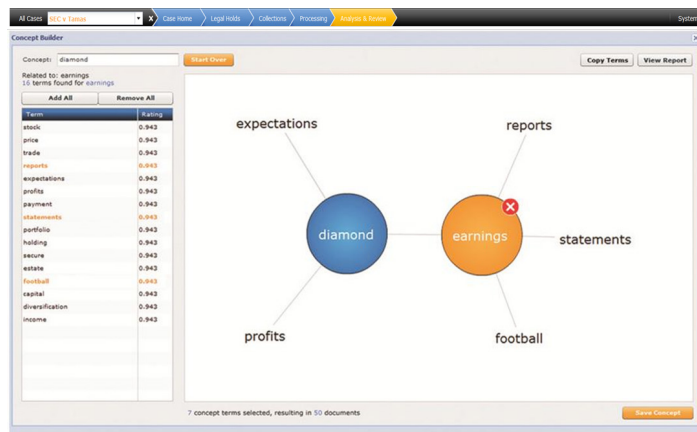 All Cases SEC v Tamas X Case Home Legal Holds Collections Processing Analysis & Review System
Concept Builder
Concept: diamond Start Over Copy Terms View Report
Related to: earnings
16 terms found for earnings
Add All Remove All
Term Rating
stock 0.943
price 0.943
trade 0.943
reports 0.943
expectations 0.943
profits 0.943
payment 0.943
statements 0.943
portfolio 0.943
holding 0.943
secure 0.943
estate 0.943
football 0.943
capital 0.943
diversification 0.943
income 0.943
expectations
reports
diamond
earnings
statements
profits
football
7 concept terms selected, resulting in 50 documents
Save Concept